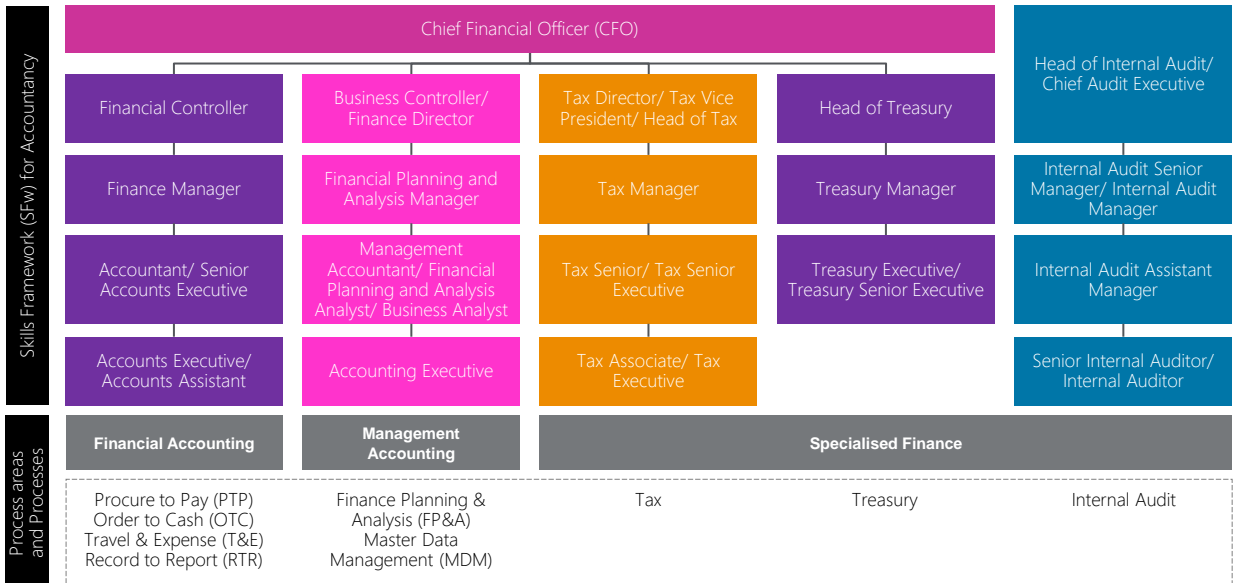 Skills Framework (SFw) for Accountancy
Chief Financial Officer (CFO)
Head of Internal Audit/
Chief Audit Executive
Financial Controller
Business Controller/
Finance Director
Tax Director/ Tax Vice
President/ Head of Tax
Head of Treasury
Finance Manager
Financial Planning and
Analysis Manager
Tax Manager
Treasury Manager
Internal Audit Senior
Manager/ Internal Audit
Manager
Accountant/ Senior
Accounts Executive
Management
Accountant/ Financial
Planning and Analysis
Analyst/ Business Analyst
Tax Senior/ Tax Senior
Executive
Treasury Executive/
Treasury Senior Executive
Internal Audit Assistant
Manager
Accounts Executive/
Accounts Assistant
Accounting Executive
Tax Associate/ Tax
Executive
Senior Internal Auditor/
Internal Auditor
Process areas
and Processes
Financial Accounting
Management
Accounting
Specialised Finance
Procure to Pay (PTP)
Order to Cash (OTC)
Travel & Expense (T&E)
Record to Report (RTR)
Finance Planning &
Analysis (FP&A)
Master Data
Management (MDM)
Tax
Treasury
Internal Audit